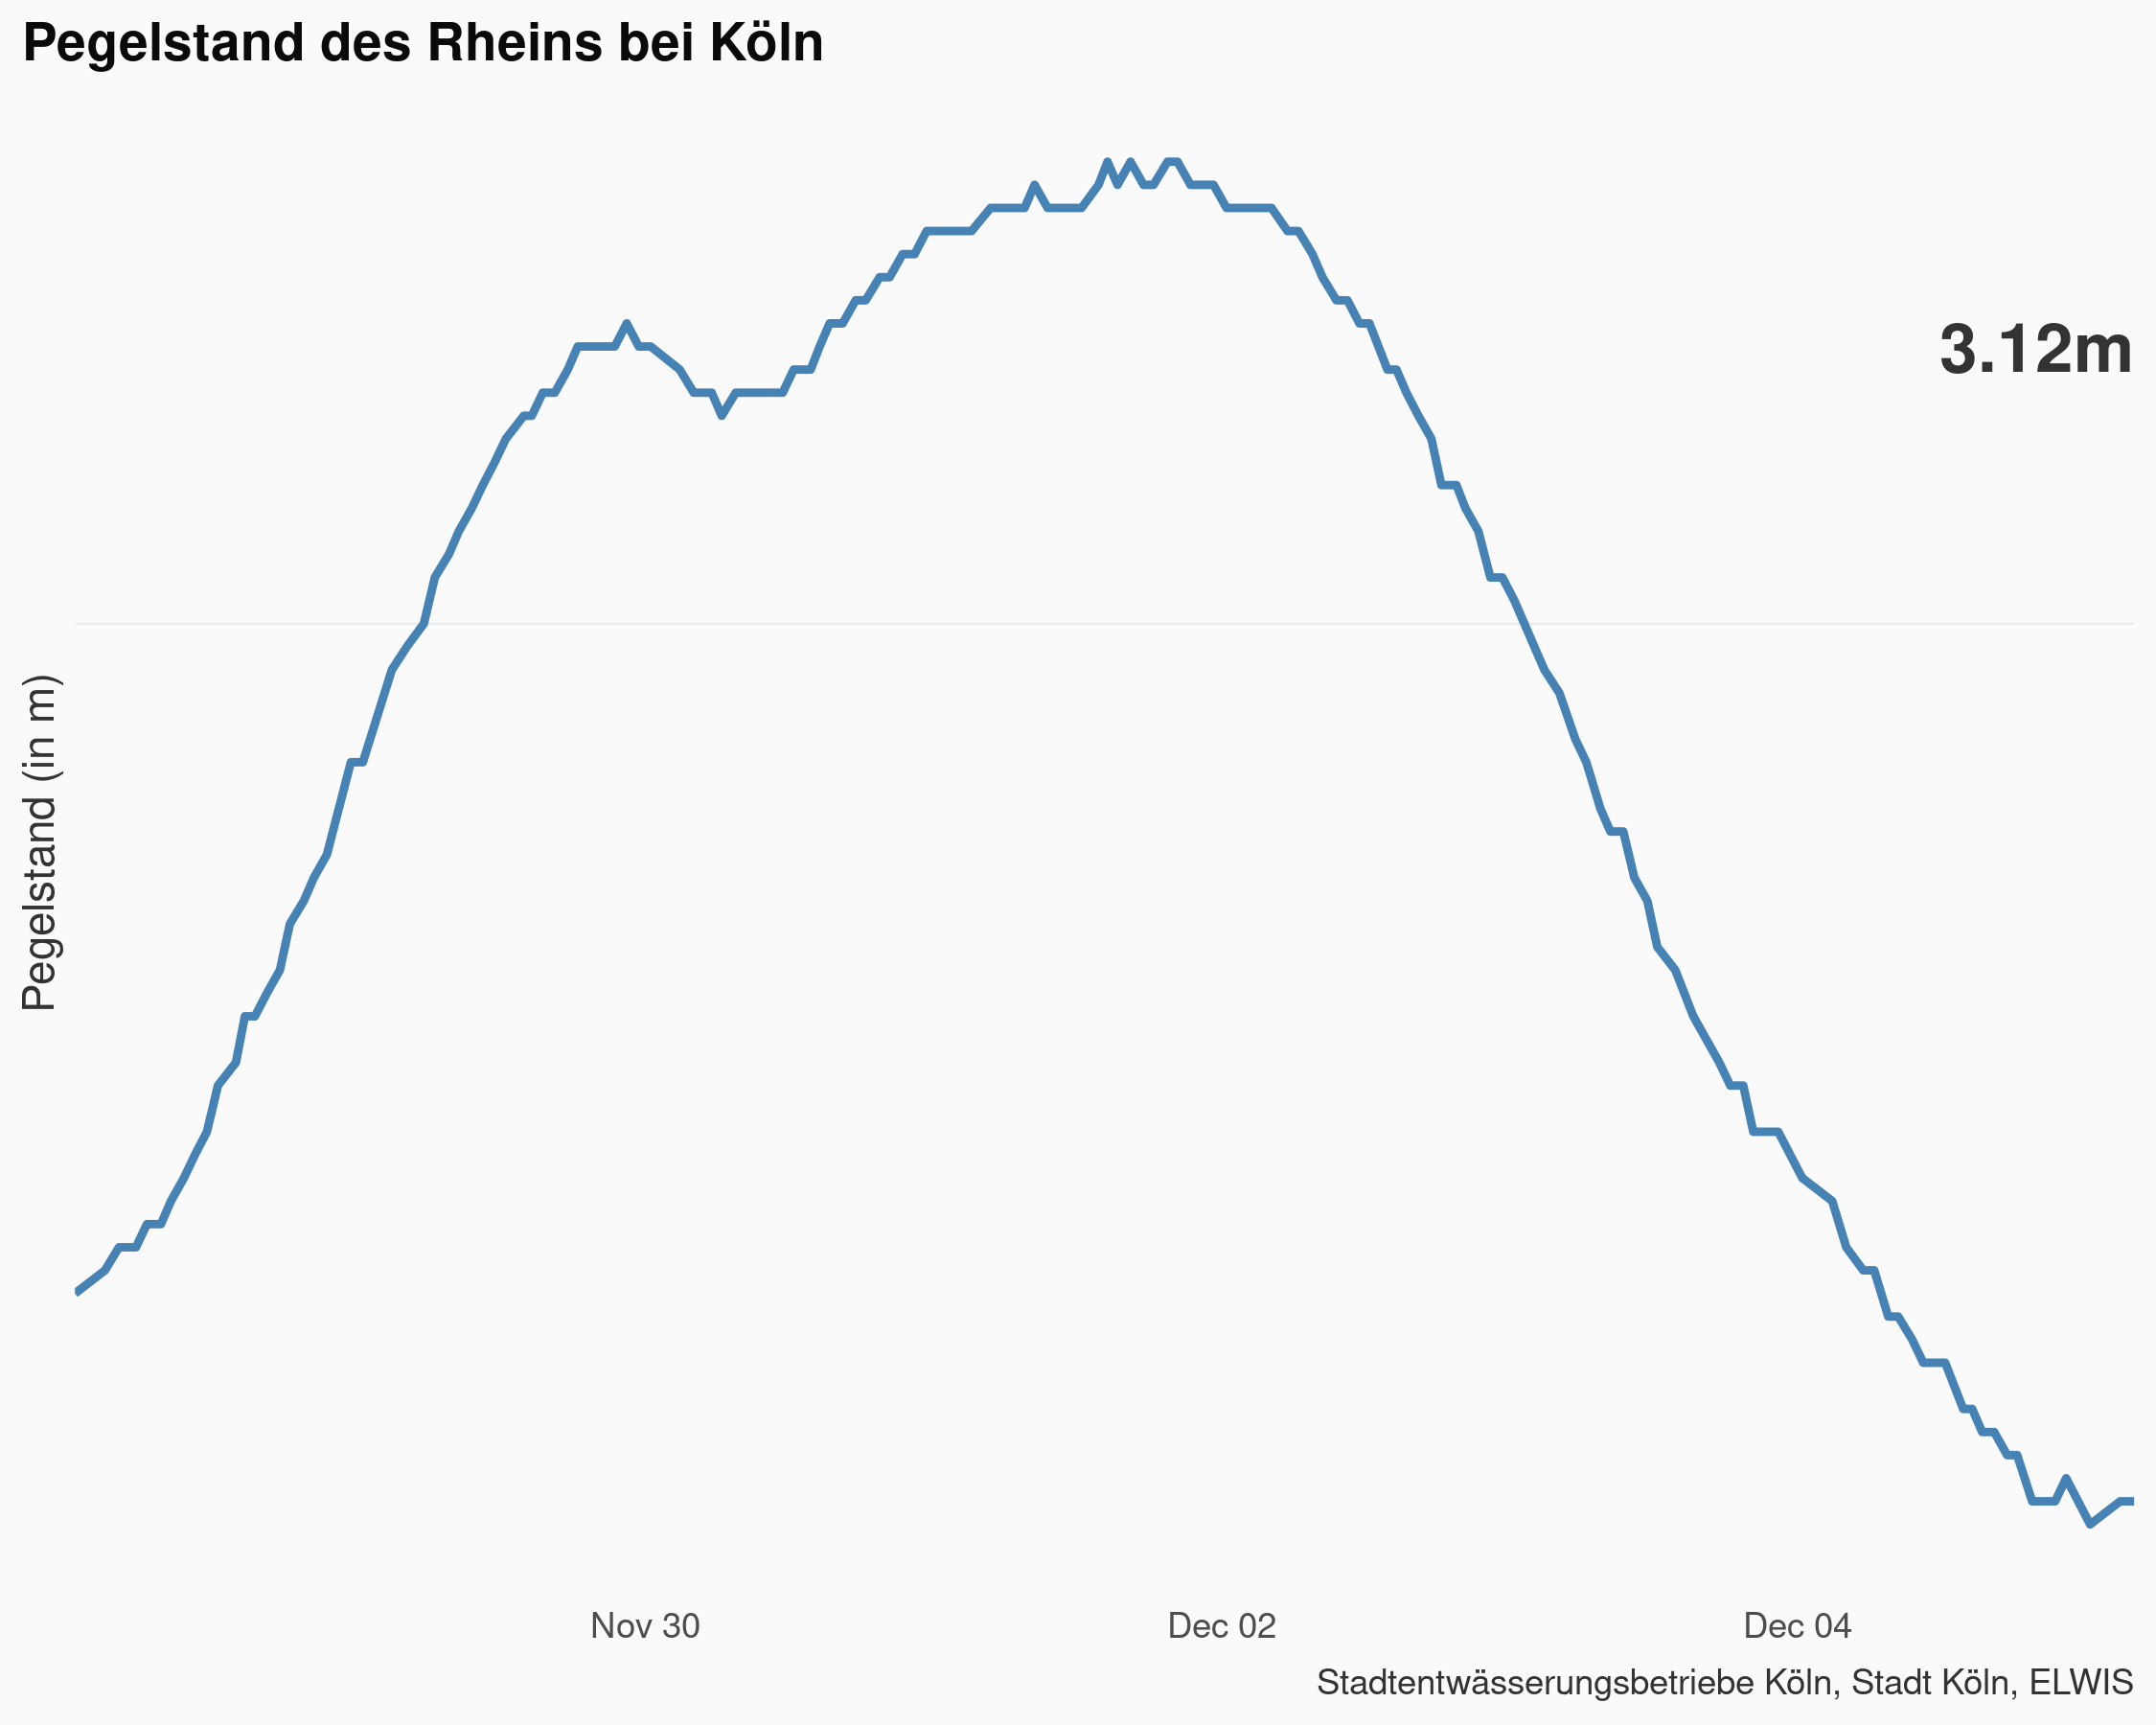 Pegelstand des Rheins bei Köln
3.12m
Pegelstand (in m)
Nov 30
Dec 02
Dec 04
Stadtentwässerungsbetriebe Köln, Stadt Köln, ELWIS